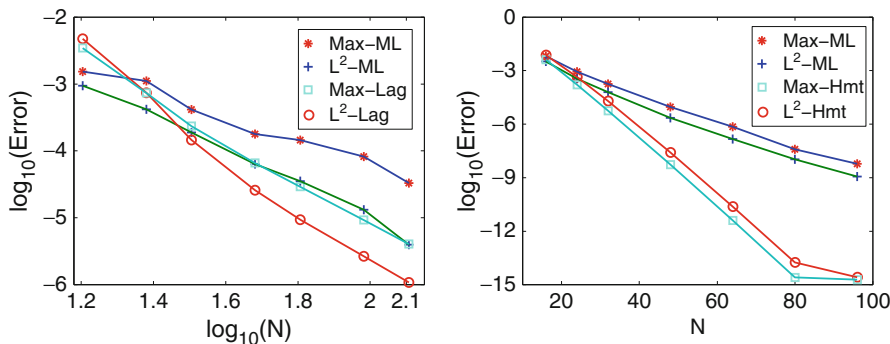 −2
−3
−4
−5
−6
log10(Error)
1.2
1.4
1.6
1.8
2
2.1
log10(N)
Max−ML
L2−ML
Max−Lag
L2−Lag
0
−3
−6
−9
−12
−15
log10(Error)
20
40
60
80
100
N
Max−ML
L2−ML
Max−Hmt
L2−Hmt